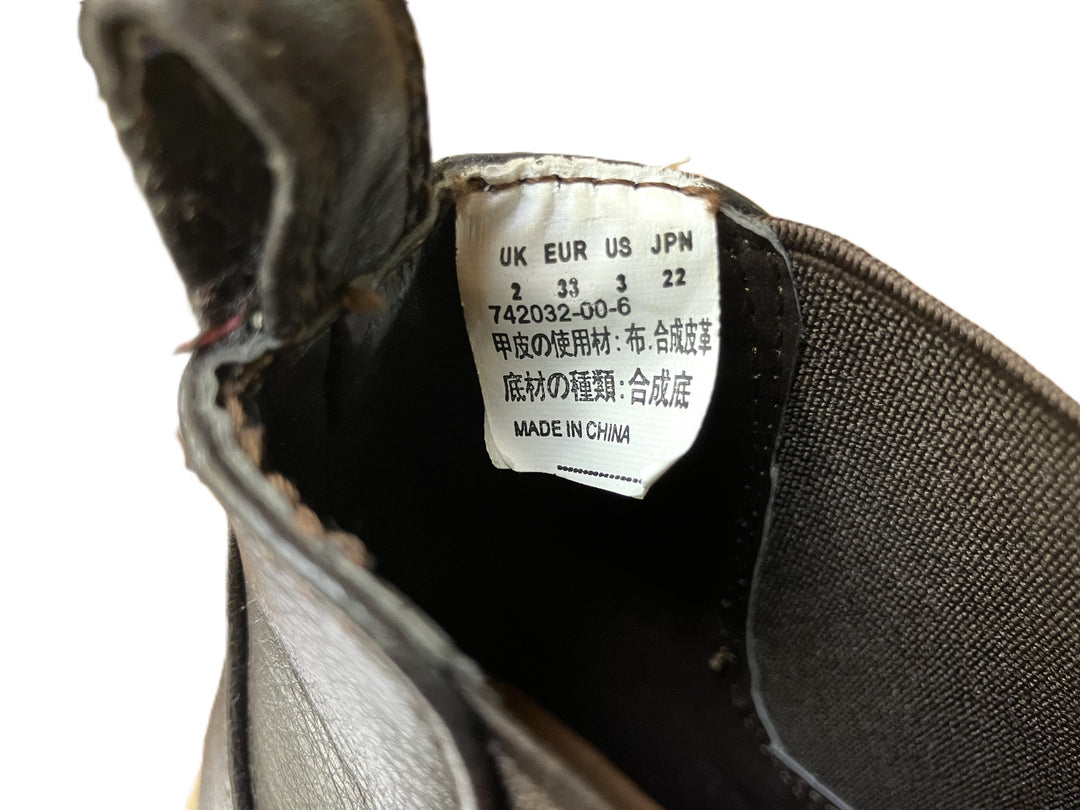 UK EUR US JPN
2 33 3 22
742032-00-6
甲皮の使用材:布.合成皮革
底材の種類:合成底
MADE IN CHINA